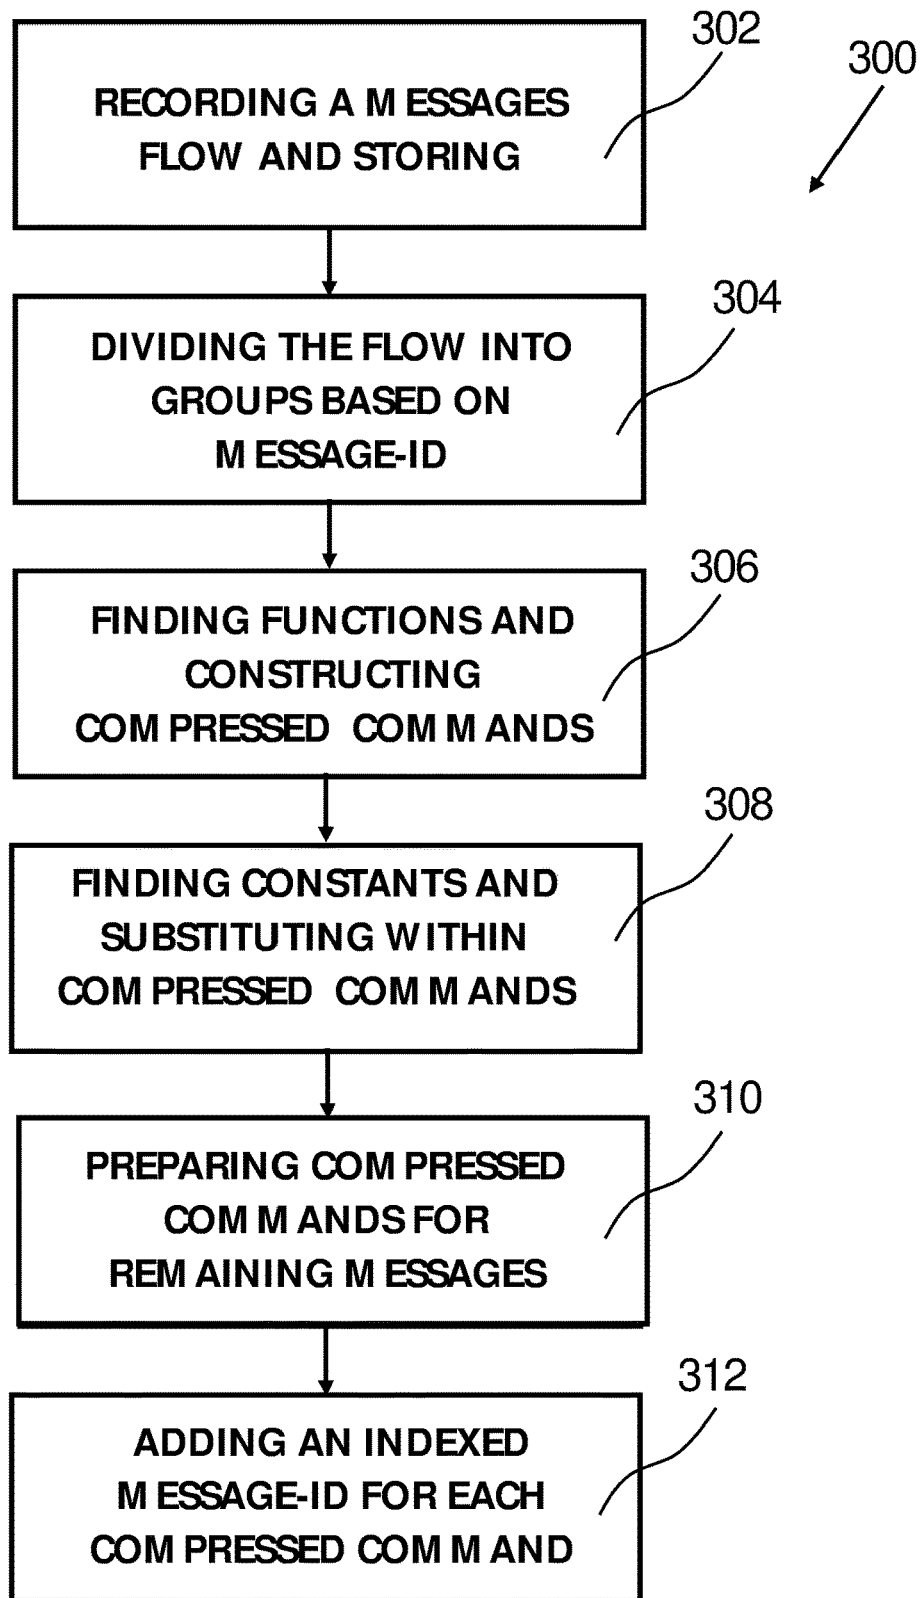 302
300
RECORDING A MESSAGES
FLOW AND STORING
304
DIVIDING THE FLOW INTO
GROUPS BASED ON
MESSAGE-ID
306
FINDING FUNCTIONS AND
CONSTRUCTING
COMPRESSED COMMANDS
308
FINDING CONSTANTS AND
SUBSTITUTING WITHIN
COMPRESSED COMMANDS
310
PREPARING COMPRESSED
COMMANDS FOR
REMAINING MESSAGES
312
ADDING AN INDEXED
MESSAGE-ID FOR EACH
COMPRESSED COMMAND